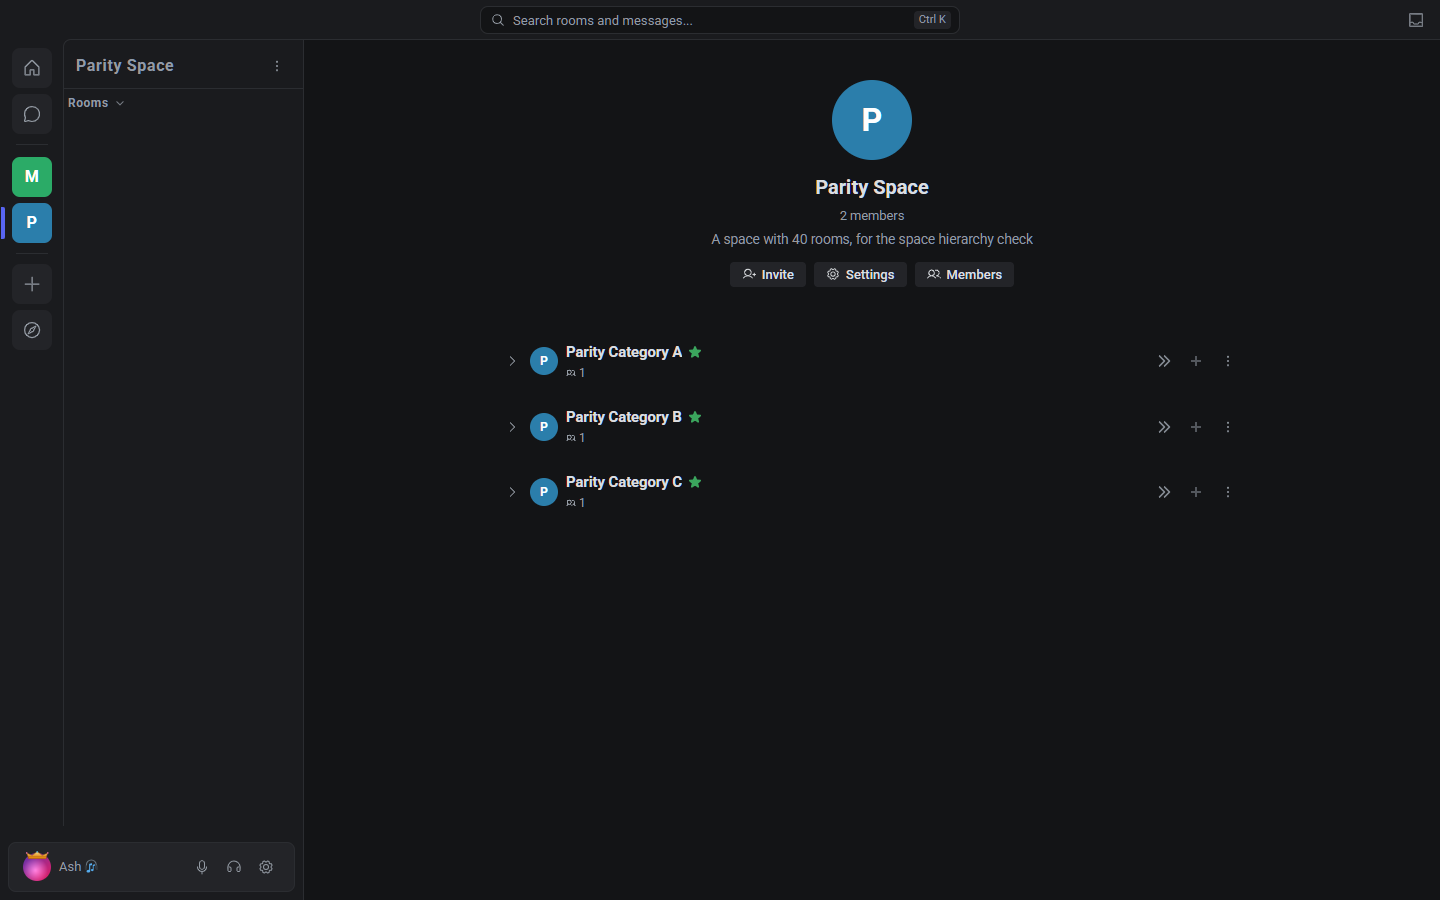 Search rooms and messages...
Ctrl K
Parity Space
Rooms
M
P
P
Parity Space
2 members
A space with 40 rooms, for the space hierarchy check
Invite
Settings
Members
P
Parity Category A
1
P
Parity Category B
1
P
Parity Category C
1
Ash